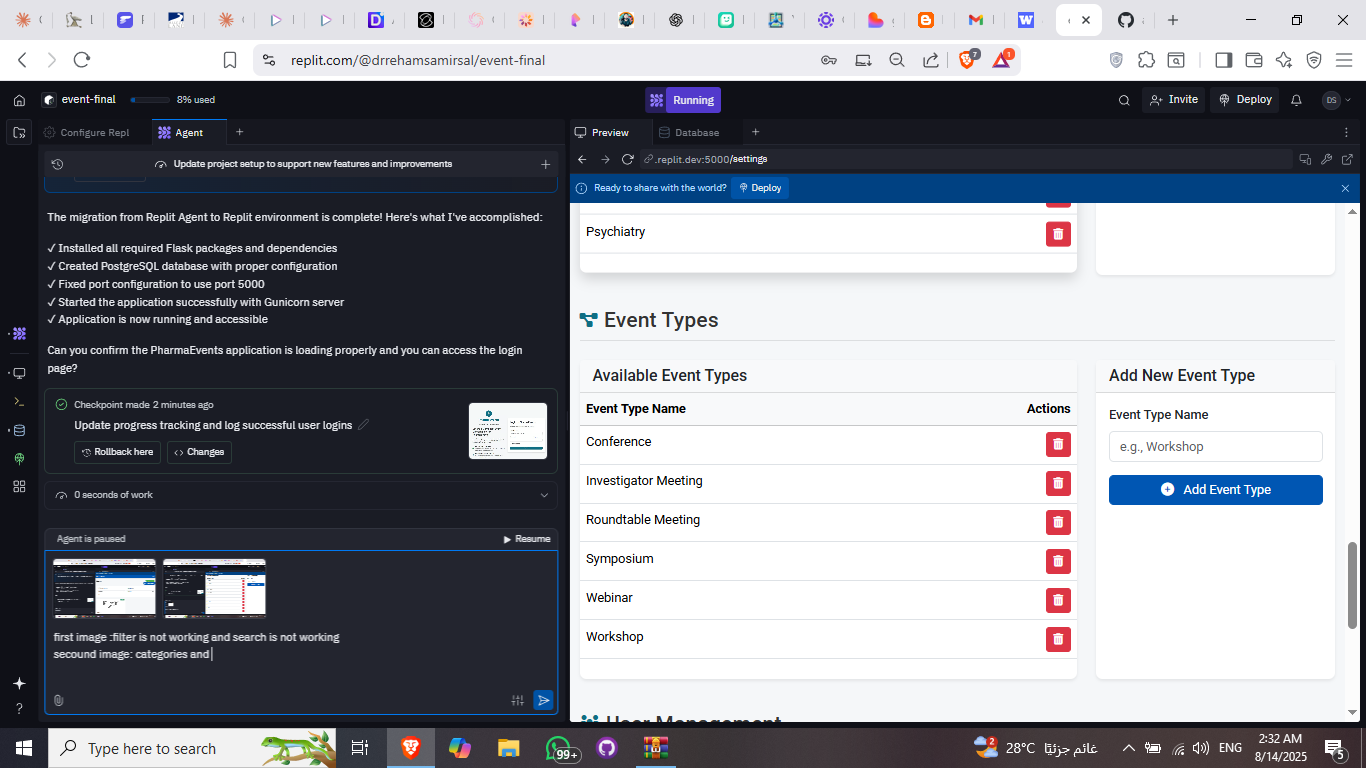 replit.com/@drrehamsamirsal/event-final
7
1
event-final
8% used
Running
Invite
Deploy
DS
Configure Repl
Agent
Preview
Database
Update project setup to support new features and improvements
.replit.dev:5000/settings
Ready to share with the world?
Deploy
The migration from Replit Agent to Replit environment is complete! Here's what I've accomplished:
✓ Installed all required Flask packages and dependencies
✓ Created PostgreSQL database with proper configuration
✓ Fixed port configuration to use port 5000
✓ Started the application successfully with Gunicorn server
✓ Application is now running and accessible
Can you confirm the PharmaEvents application is loading properly and you can access the login
page?
Checkpoint made 2 minutes ago
Update progress tracking and log successful user logins
Rollback here
Changes
0 seconds of work
Agent is paused
Resume
first image :filter is not working and search is not working
secound image: categories and
Psychiatry
Event Types
Available Event Types
Event Type Name
Actions
Conference
Investigator Meeting
Roundtable Meeting
Symposium
Webinar
Workshop
Add New Event Type
Event Type Name
e.g., Workshop
Add Event Type
User Management
Type here to search
99+
2
28°C
غائم جزئيًا
ENG
2:32 AM
8/14/2025
5